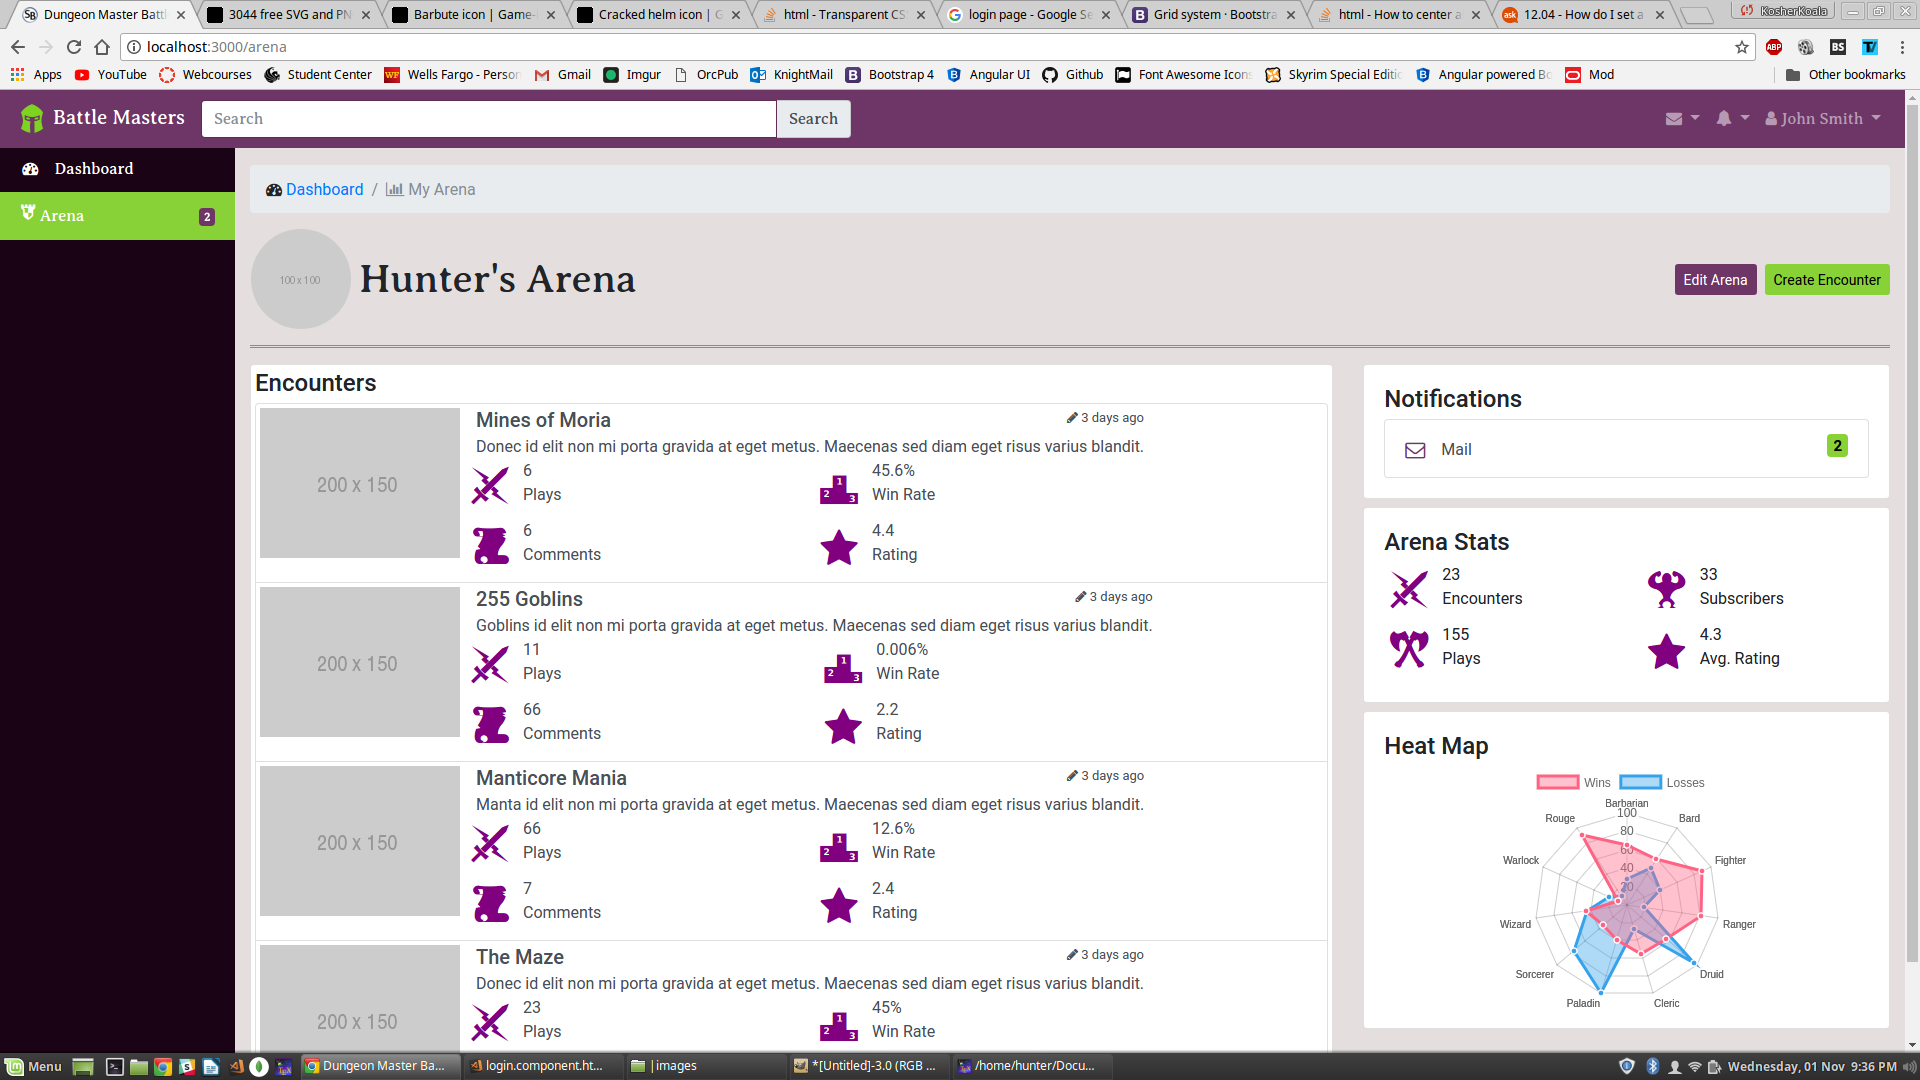 Dungeon Master Batt
3044 free SVG and PN
Barbute icon | Game-
Cracked helm icon | G
html - Transparent CS
login page - Google Se
Grid system · Bootstra
html - How to center a
12.04 - How do I set a
KosherKoala
localhost:3000/arena
Apps
YouTube
Webcourses
Student Center
Wells Fargo - Person
Gmail
Imgur
OrcPub
KnightMail
Bootstrap 4
Angular UI
Github
Font Awesome Icons
Skyrim Special Editio
Angular powered Bo
Mod
Other bookmarks
Battle Masters
Search
Search
John Smith
Dashboard
Arena
2
Dashboard / My Arena
100 x 100
Hunter's Arena
Edit Arena
Create Encounter
Encounters
200 x 150
Mines of Moria
3 days ago
Donec id elit non mi porta gravida at eget metus. Maecenas sed diam eget risus varius blandit.
6
Plays
45.6%
Win Rate
6
Comments
4.4
Rating
200 x 150
255 Goblins
3 days ago
Goblins id elit non mi porta gravida at eget metus. Maecenas sed diam eget risus varius blandit.
11
Plays
0.006%
Win Rate
66
Comments
2.2
Rating
200 x 150
Manticore Mania
3 days ago
Manta id elit non mi porta gravida at eget metus. Maecenas sed diam eget risus varius blandit.
66
Plays
12.6%
Win Rate
7
Comments
2.4
Rating
200 x 150
The Maze
3 days ago
Donec id elit non mi porta gravida at eget metus. Maecenas sed diam eget risus varius blandit.
23
Plays
45%
Win Rate
Notifications
Mail
2
Arena Stats
23
Encounters
33
Subscribers
155
Plays
4.3
Avg. Rating
Heat Map
Wins
Losses
Barbarian
Bard
Fighter
Ranger
Druid
Cleric
Paladin
Sorcerer
Wizard
Warlock
Rouge
100
80
60
40
20
Menu
Dungeon Master Ba...
login.component.ht...
images
*[Untitled]-3.0 (RGB ...
/home/hunter/Docu...
Wednesday, 01 Nov 9:36 PM